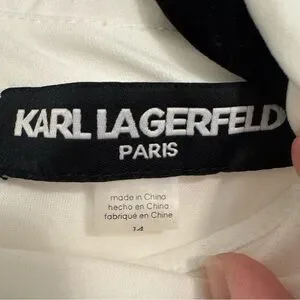 KARL LAGERFELD
PARIS
made in China
hecho en China
fabriqué en Chine
14